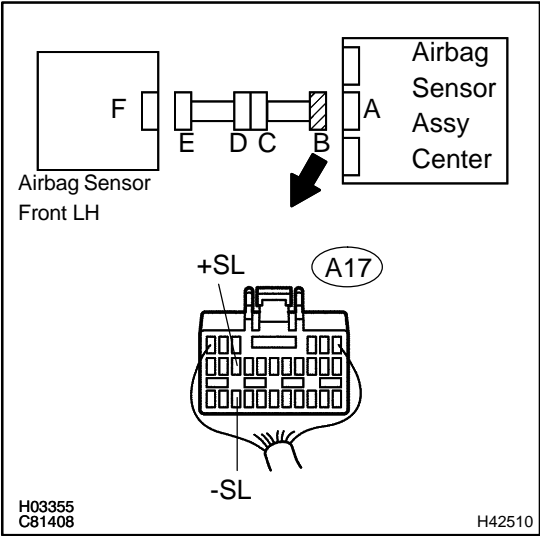 Airbag
Sensor
Assy
Center
F
E
D
C
B
A
Airbag Sensor
Front LH
+SL
A17
-SL
H03355
C81408
H42510